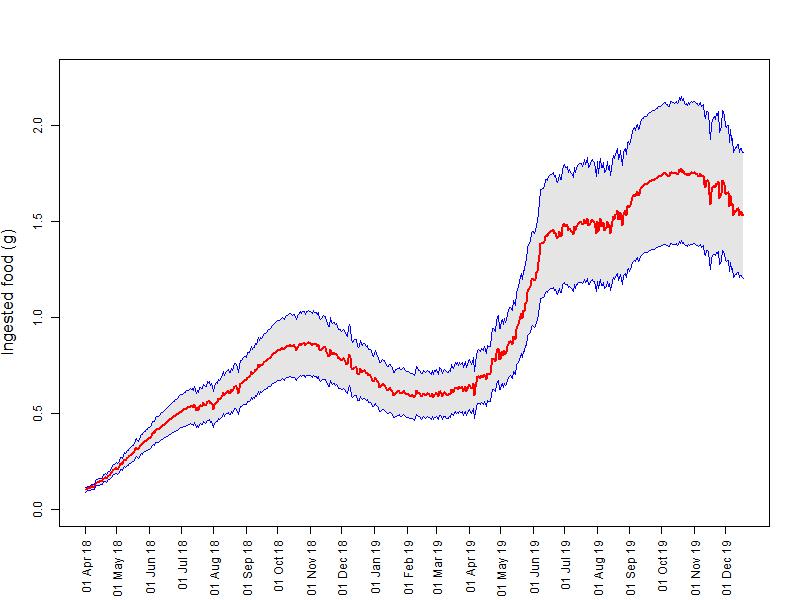 Ingested food (g)
2.0
1.5
1.0
0.5
0.0
01 Apr 18
01 May 18
01 Jun 18
01 Jul 18
01 Aug 18
01 Sep 18
01 Oct 18
01 Nov 18
01 Dec 18
01 Jan 19
01 Feb 19
01 Mar 19
01 Apr 19
01 May 19
01 Jun 19
01 Jul 19
01 Aug 19
01 Sep 19
01 Oct 19
01 Nov 19
01 Dec 19